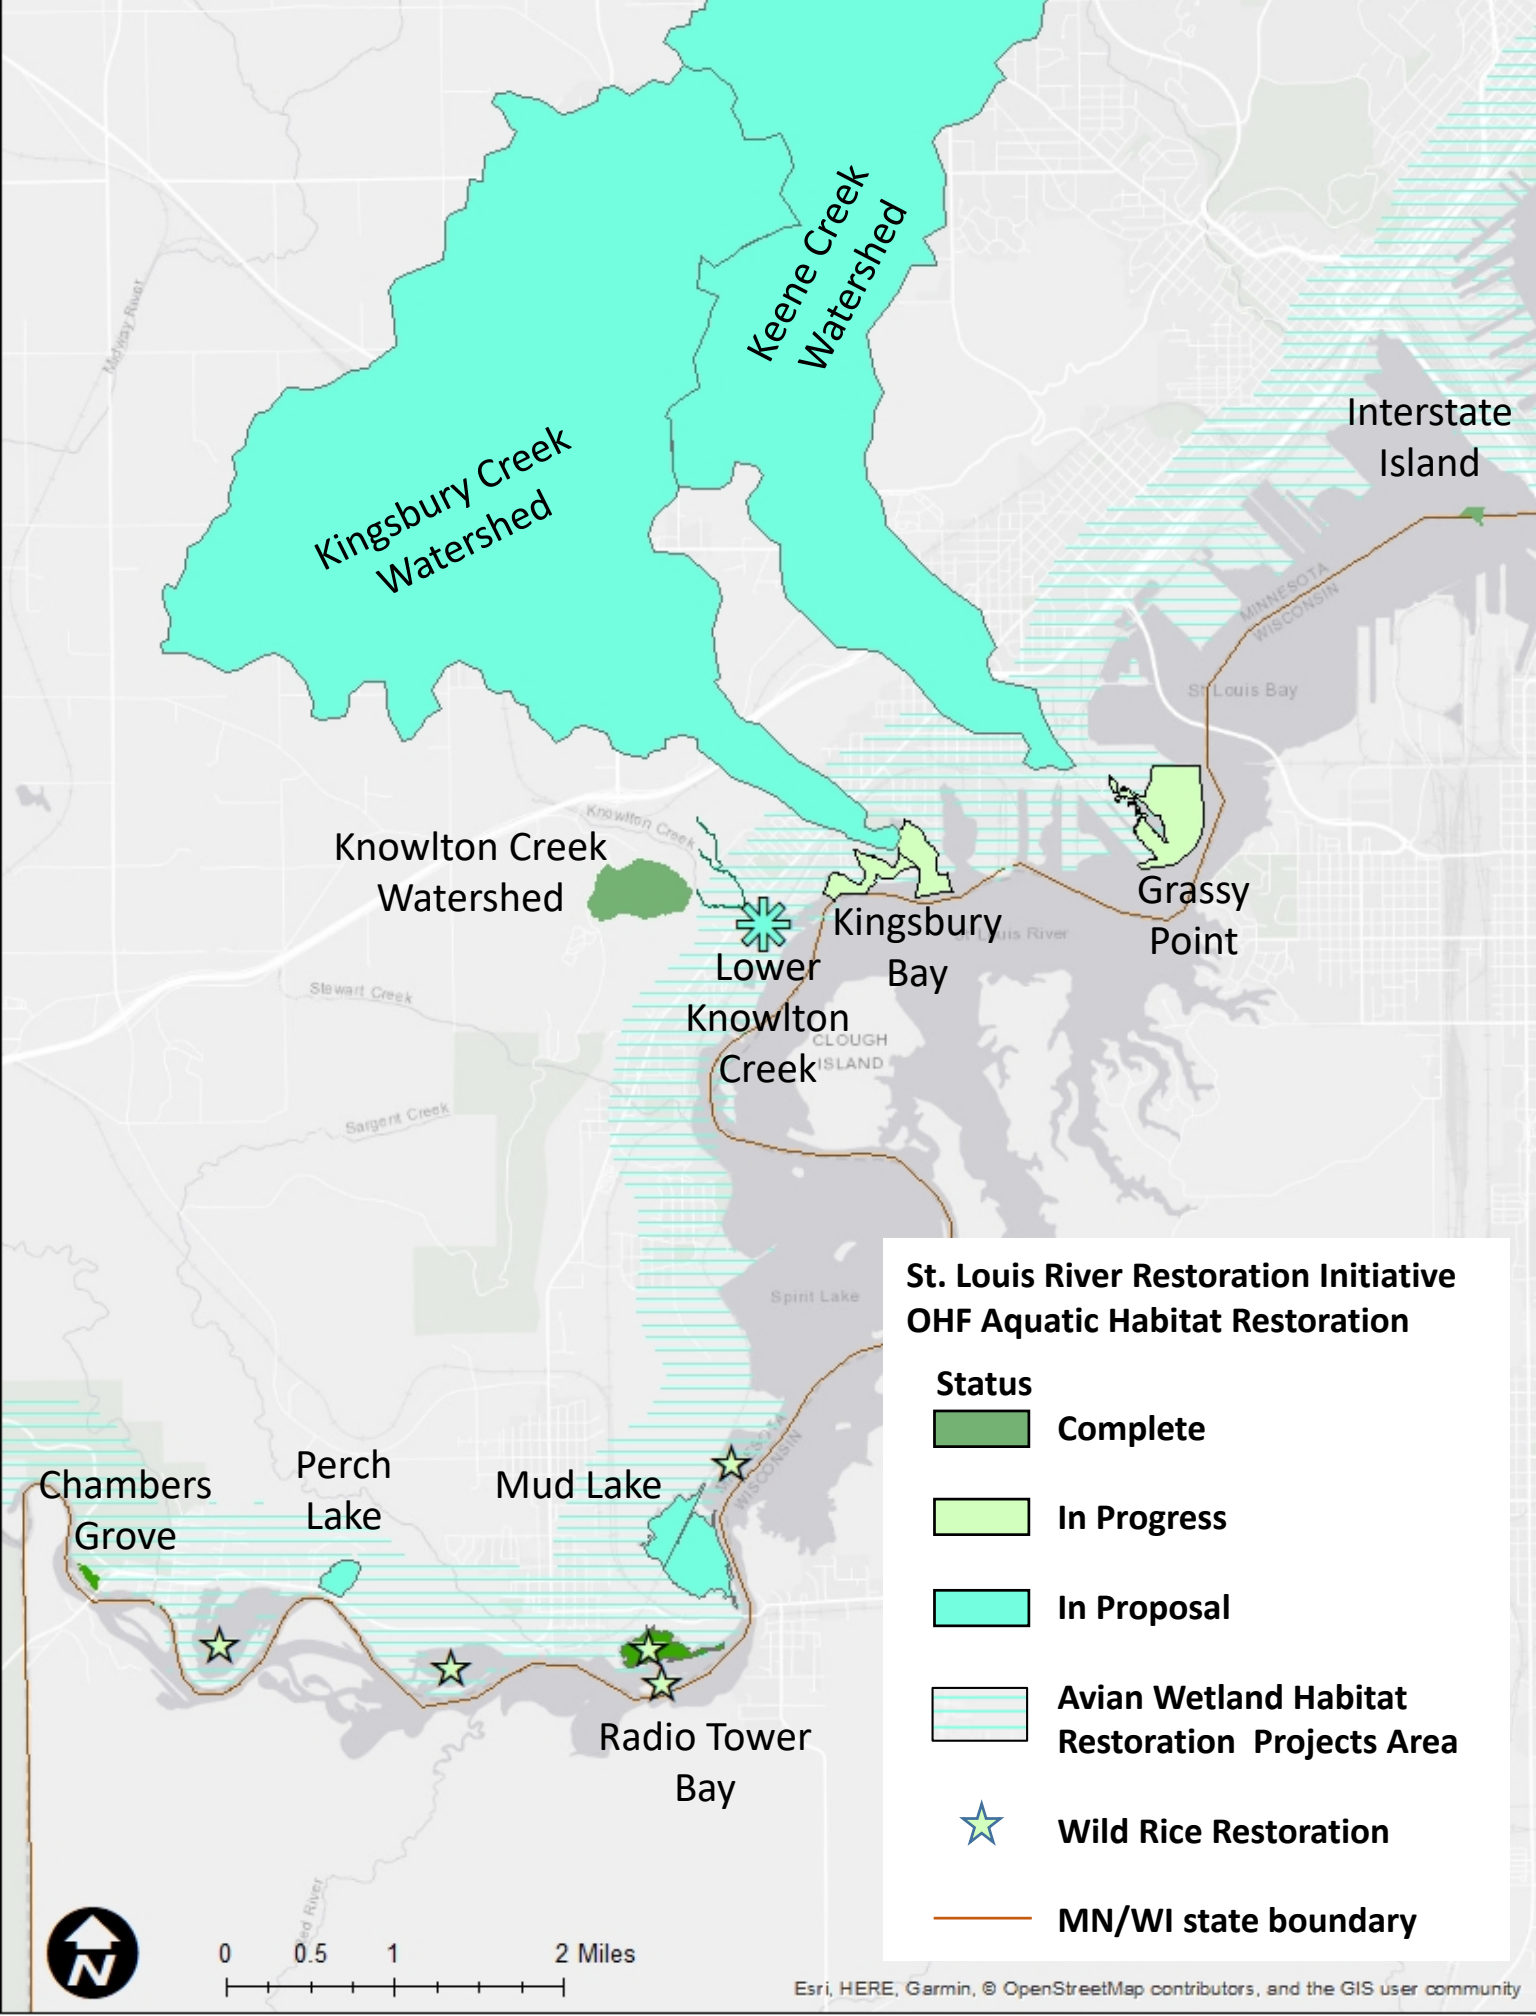 Keene Creek
Watershed
Midway River
Interstate
Island
Kingsbury Creek
Watershed
MINNESOTA
WISCONSIN
St Louis Bay
Knowlton Creek
Knowlton Creek
Watershed
Grassy
Point
Kingsbury
Bay
St Louis River
Lower
Knowlton
Creek
Stewart Creek
CLOUGH
ISLAND
Sargent Creek
Spirit Lake
St. Louis River Restoration Initiative
OHF Aquatic Habitat Restoration
Status
Complete
In Progress
In Proposal
Avian Wetland Habitat
Restoration Projects Area
Wild Rice Restoration
MN/WI state boundary
MINNESOTA
WISCONSIN
Perch
Lake
Mud Lake
Chambers
Grove
Radio Tower
Bay
Red River
N
0 0.5 1 2 Miles
Esri, HERE, Garmin, © OpenStreetMap contributors, and the GIS user community